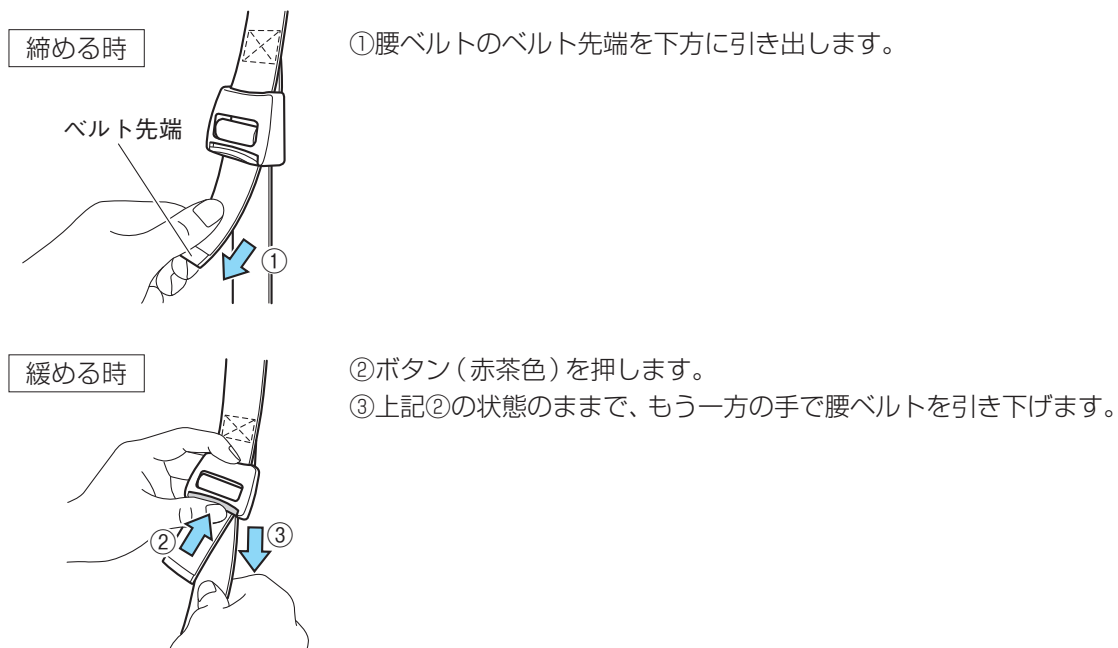 締める時
①腰ベルトのベルト先端を下方に引き出します。
ベルト先端
①
緩める時
②ボタン(赤茶色)を押します。
③上記②の状態のままで、もう一方の手で腰ベルトを引き下げます。
②
③